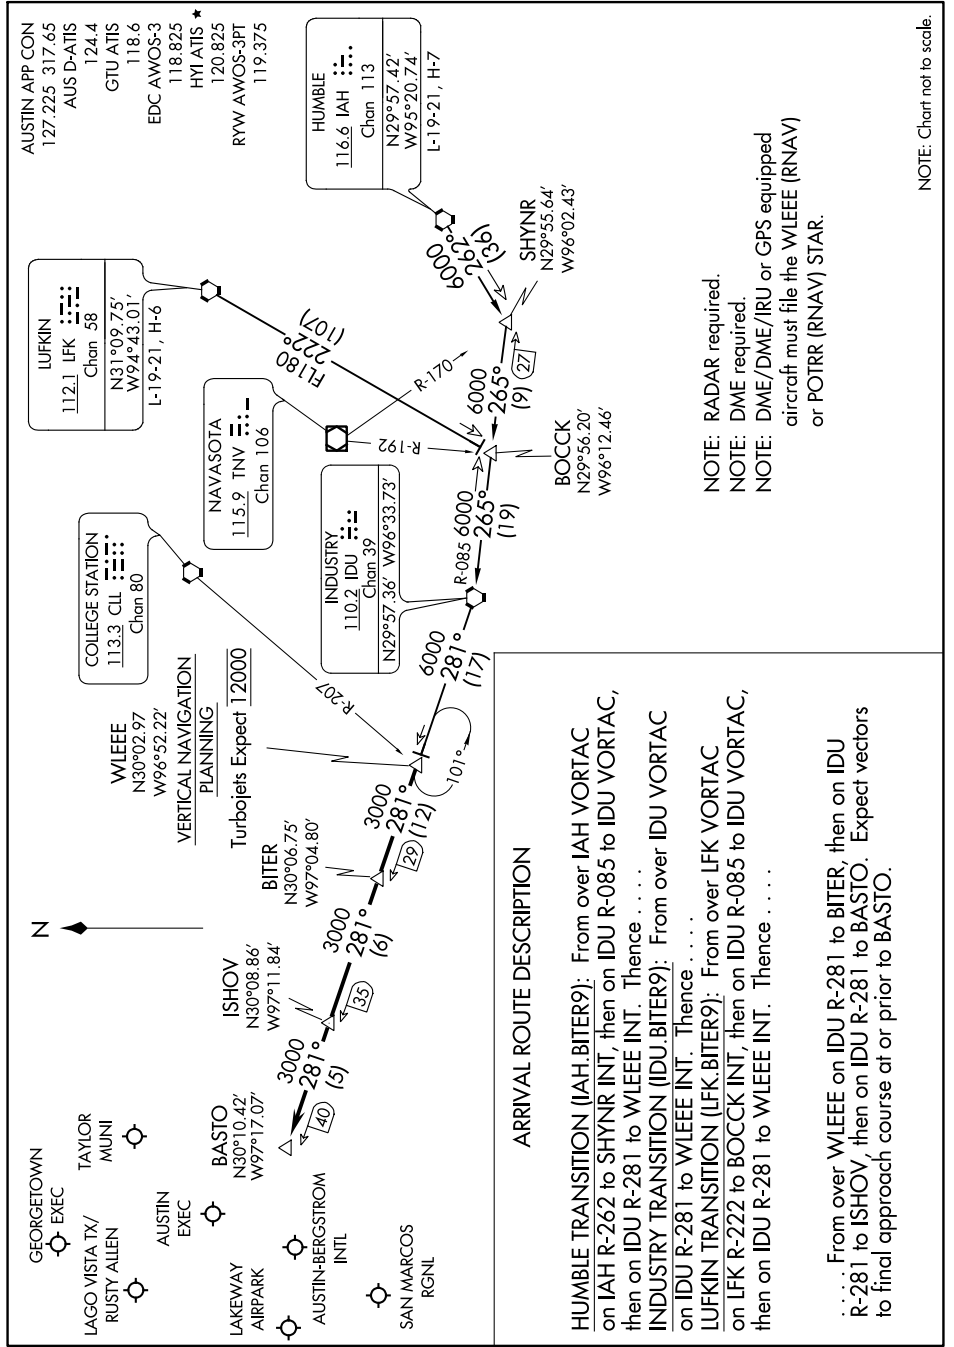 AUSTIN APP CON
127.225 317.65
AUS D-ATIS
124.4
GTU ATIS
118.6
EDC AWOS-3
118.825
HYI ATIS ★
120.825
RYW AWOS-3PT
119.375
HUMBLE
116.6 IAH
Chan 113
N29°57.42'
W95°20.74'
L-19-21, H-7
LUFKIN
112.1 LFK
Chan 58
N31°09.75'
W94°43.01'
L-19-21, H-6
NAVASOTA
115.9 TNV
Chan 106
COLLEGE STATION
113.3 CLL
Chan 80
INDUSTRY
110.2 IDU
Chan 39
N29°57.36' W96°33.73'
WLEEE
N30°02.97
W96°52.22'
VERTICAL NAVIGATION
PLANNING
Turbojets Expect 12000
BITER
N30°06.75'
W97°04.80'
ISHOV
N30°08.86'
W97°11.84'
BASTO
N30°10.42'
W97°17.07'
SHYNR
N29°55.64'
W96°02.43'
BOCCK
N29°56.20'
W96°12.46'
6000
262°
(36)
FL180
222°
(107)
R-170
R-192
27
6000
265°
(9)
R-085
6000
265°
(19)
6000
281°
(17)
R-207
101°
3000
281°
(12)
29
3000
281°
(6)
35
3000
281°
(5)
40
N
GEORGETOWN
EXEC
TAYLOR
MUNI
LAGO VISTA TX/
RUSTY ALLEN
AUSTIN
EXEC
LAKEWAY
AIRPARK
AUSTIN-BERGSTROM
INTL
SAN MARCOS
RGNL
NOTE: RADAR required.
NOTE: DME required.
NOTE: DME/DME/IRU or GPS equipped
aircraft must file the WLEEE (RNAV)
or POTRR (RNAV) STAR.
NOTE: Chart not to scale.
ARRIVAL ROUTE DESCRIPTION
HUMBLE TRANSITION (IAH.BITER9): From over IAH VORTAC
on IAH R-262 to SHYNR INT, then on IDU R-085 to IDU VORTAC,
then on IDU R-281 to WLEEE INT. Thence . . . .
INDUSTRY TRANSITION (IDU.BITER9): From over IDU VORTAC
on IDU R-281 to WLEEE INT. Thence . . . .
LUFKIN TRANSITION (LFK.BITER9): From over LFK VORTAC
on LFK R-222 to BOCCK INT, then on IDU R-085 to IDU VORTAC,
then on IDU R-281 to WLEEE INT. Thence . . . .
. . . . From over WLEEE on IDU R-281 to BITER, then on IDU
R-281 to ISHOV, then on IDU R-281 to BASTO. Expect vectors
to final approach course at or prior to BASTO.